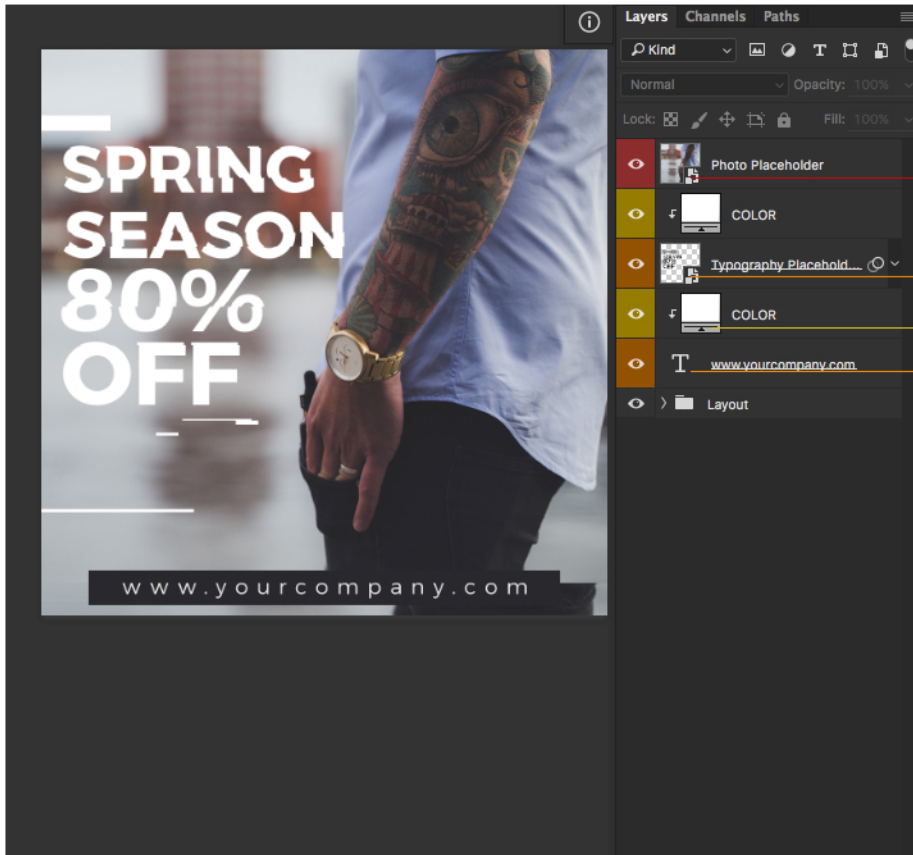 SPRING
SEASON
80%
OFF
www.yourcompany.com
Layers Channels Paths
Kind
Normal Opacity: 100%
Lock: Fill: 100%
Photo Placeholder
COLOR
Typography Placehold...
COLOR
T www.yourcompany.com
Layout